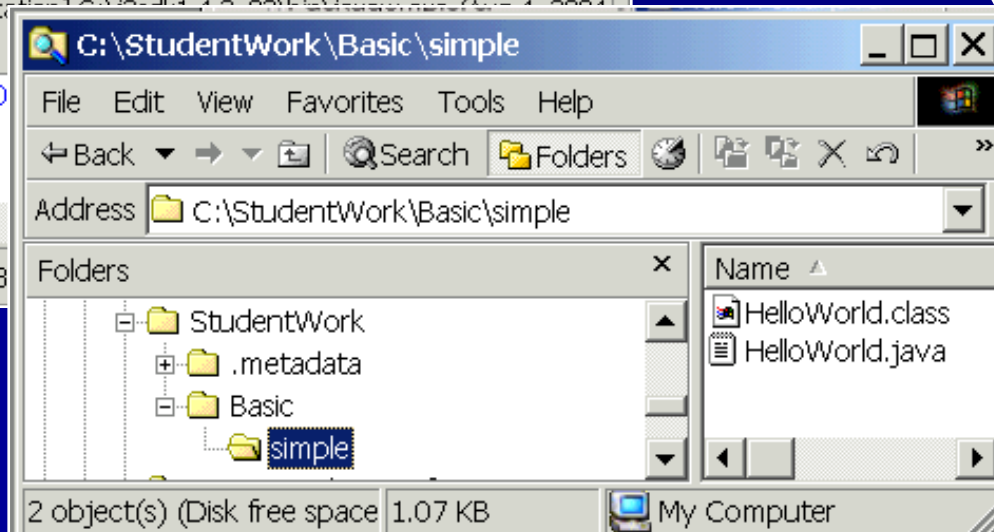 C:\StudentWork\Basic\simple
File Edit View Favorites Tools Help
Back Search Folders »
Address C:\StudentWork\Basic\simple
Folders × Name
StudentWork HelloWorld.class
.metadata HelloWorld.java
Basic
simple
2 object(s) (Disk free space 1.07 KB My Computer